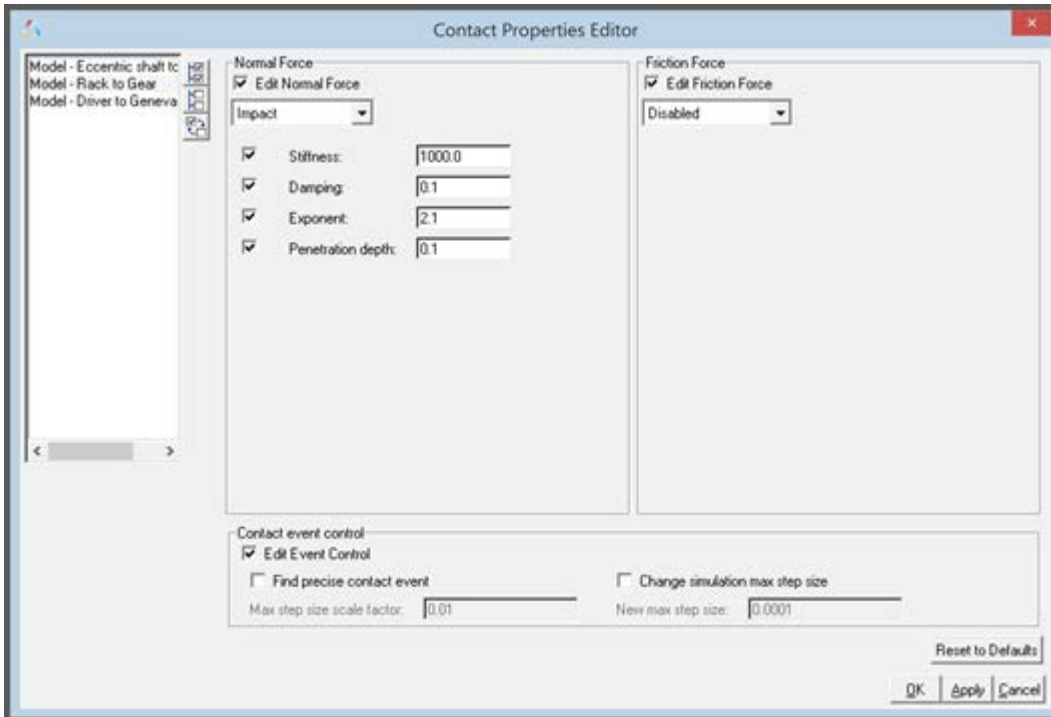 Contact Properties Editor
Model - Eccentric shaft tc
Model - Rack to Gear
Model - Driver to Geneva
Normal Force
Edit Normal Force
Impact
Stiffness: 1000.0
Damping: 0.1
Exponent: 2.1
Penetration depth: 0.1
Friction Force
Edit Friction Force
Disabled
Contact event control
Edit Event Control
Find precise contact event
Change simulation max step size
Max step size scale factor: 0.01
New max step size: 0.0001
Reset to Defaults
OK Apply Cancel